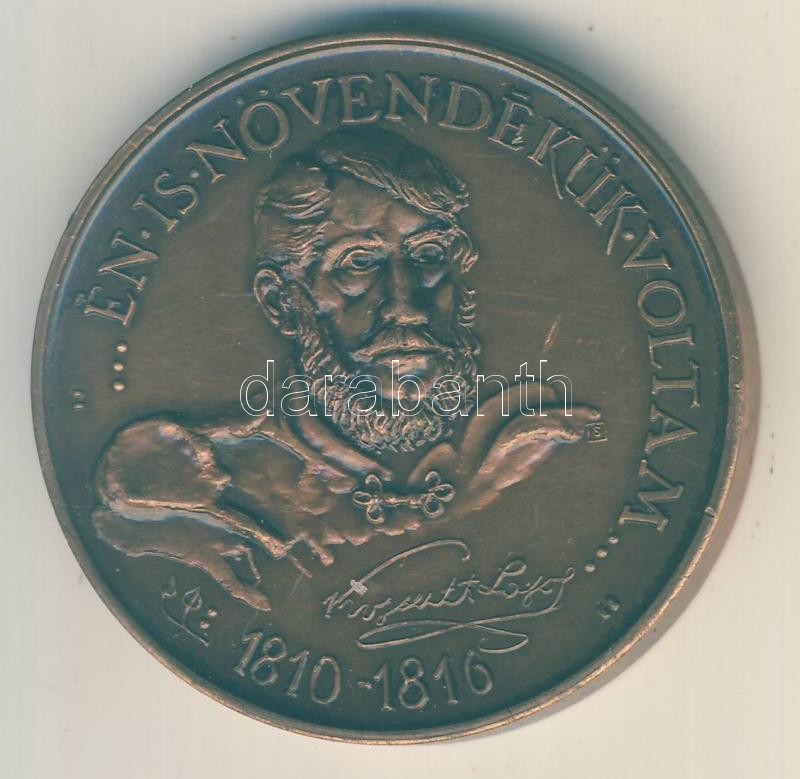 ...ÉN·IS·NÖVENDÉKÜK·VOLTAM...
darabanth
Kossuth Lajos
1810-1816